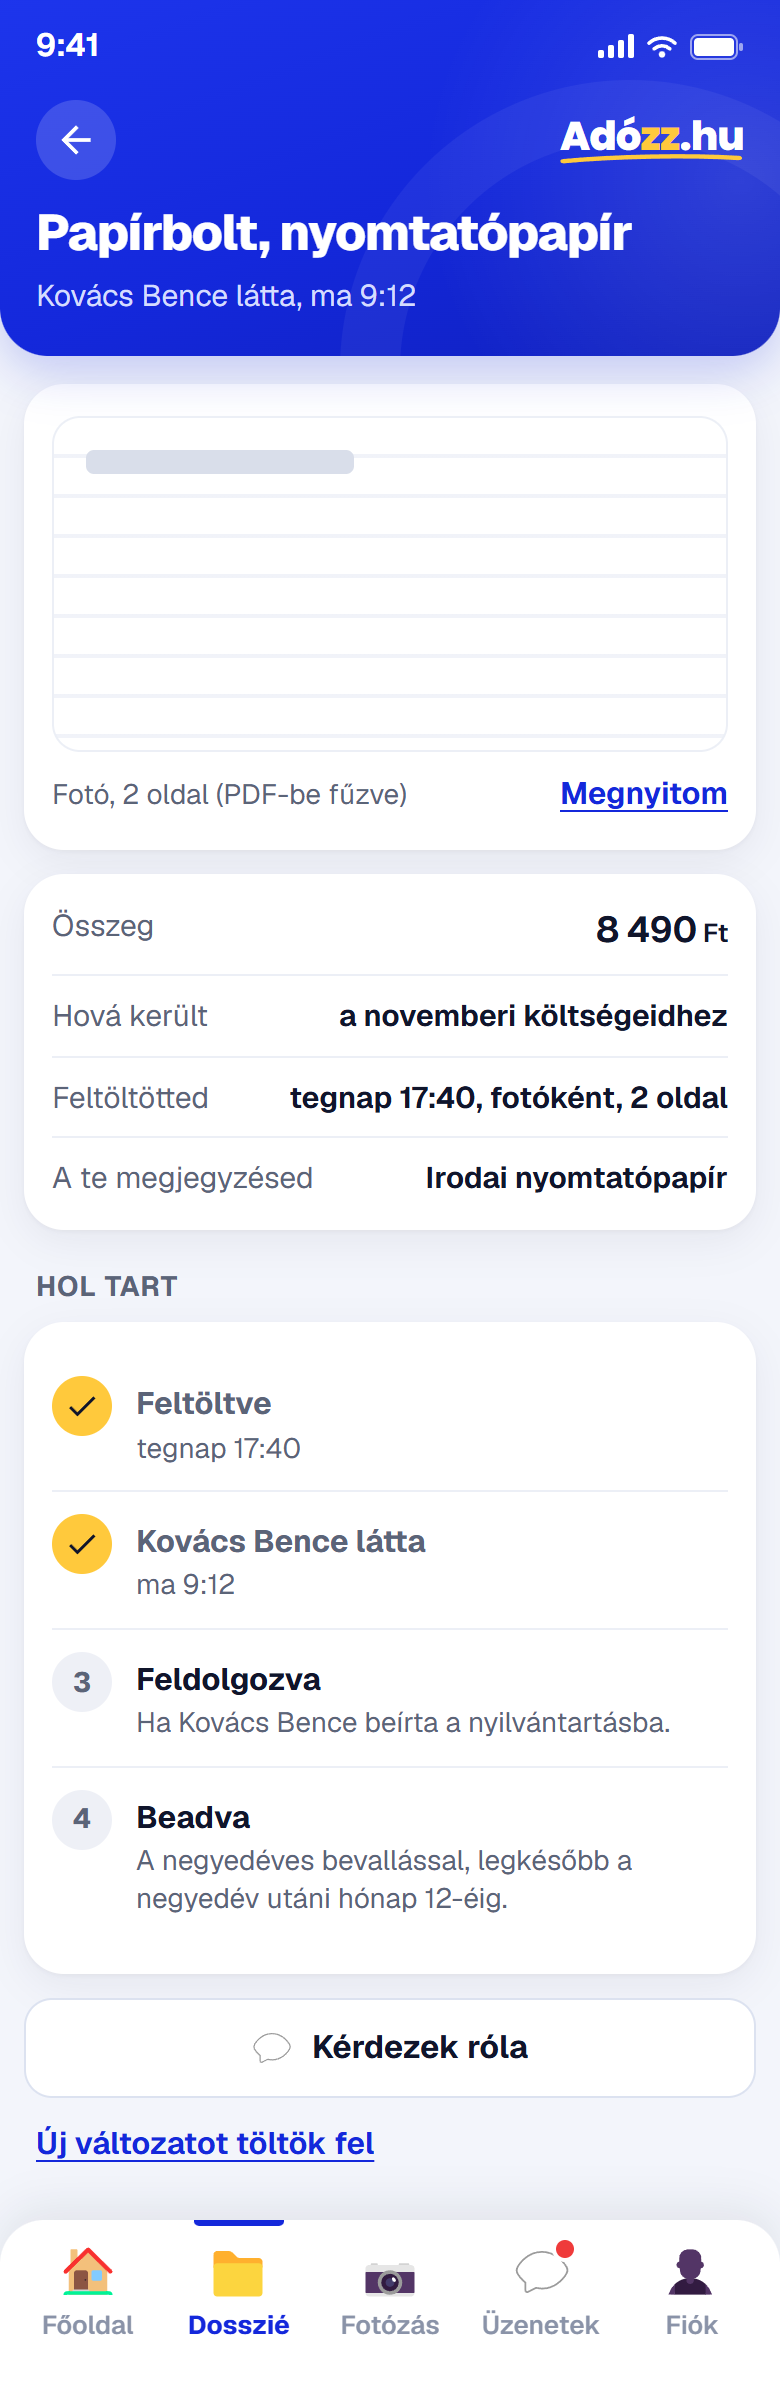 9:41
Adózz.hu
Papírbolt, nyomtatópapír
Kovács Bence látta, ma 9:12
Fotó, 2 oldal (PDF-be fűzve)
Megnyitom
Összeg
8 490 Ft
Hová került
a novemberi költségeidhez
Feltöltötted
tegnap 17:40, fotóként, 2 oldal
A te megjegyzésed
Irodai nyomtatópapír
HOL TART
Feltöltve
tegnap 17:40
Kovács Bence látta
ma 9:12
3
Feldolgozva
Ha Kovács Bence beírta a nyilvántartásba.
4
Beadva
A negyedéves bevallással, legkésőbb a
negyedév utáni hónap 12-éig.
Kérdezek róla
Új változatot töltök fel
Főoldal
Dosszié
Fotózás
Üzenetek
Fiók